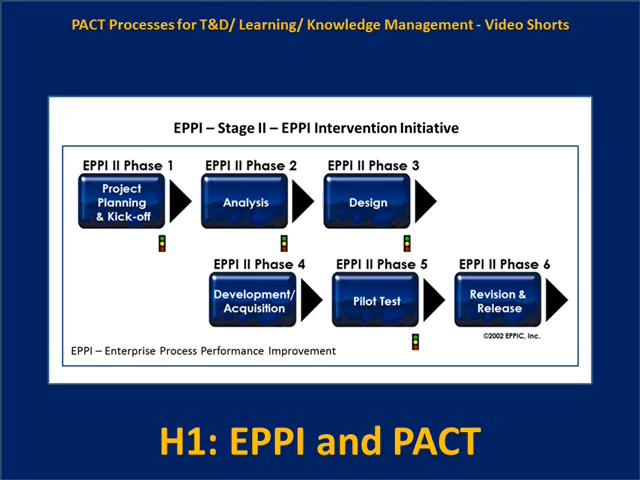 PACT Processes for T&D/ Learning/ Knowledge Management - Video Shorts
EPPI – Stage II – EPPI Intervention Initiative
EPPI II Phase 1
EPPI II Phase 2
EPPI II Phase 3
Project
Planning
& Kick-off
Analysis
Design
EPPI II Phase 4
EPPI II Phase 5
EPPI II Phase 6
Development/
Acquisition
Pilot Test
Revision &
Release
©2002 EPPIC, Inc.
EPPI – Enterprise Process Performance Improvement
H1: EPPI and PACT